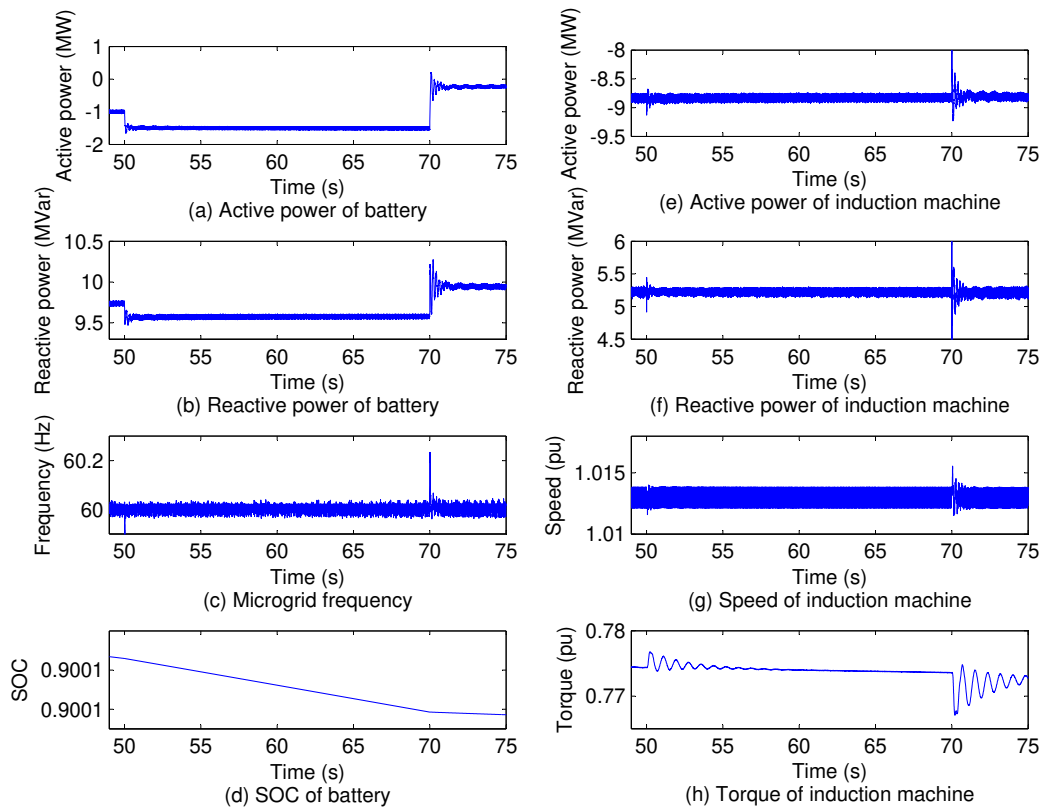 Active power (MW)
1
0
-1
-2
50 55 60 65 70 75
Time (s)
(a) Active power of battery
Reactive power (MVar)
10.5
10
9.5
50 55 60 65 70 75
Time (s)
(b) Reactive power of battery
Frequency (Hz)
60.2
60
50 55 60 65 70 75
Time (s)
(c) Microgrid frequency
SOC
0.9001
0.9001
50 55 60 65 70 75
Time (s)
(d) SOC of battery
Active power (MW)
-8
-8.5
-9
-9.5
50 55 60 65 70 75
Time (s)
(e) Active power of induction machine
Reactive power (MVar)
6
5.5
5
4.5
50 55 60 65 70 75
Time (s)
(f) Reactive power of induction machine
Speed (pu)
1.015
1.01
50 55 60 65 70 75
Time (s)
(g) Speed of induction machine
Torque (pu)
0.78
0.77
50 55 60 65 70 75
Time (s)
(h) Torque of induction machine